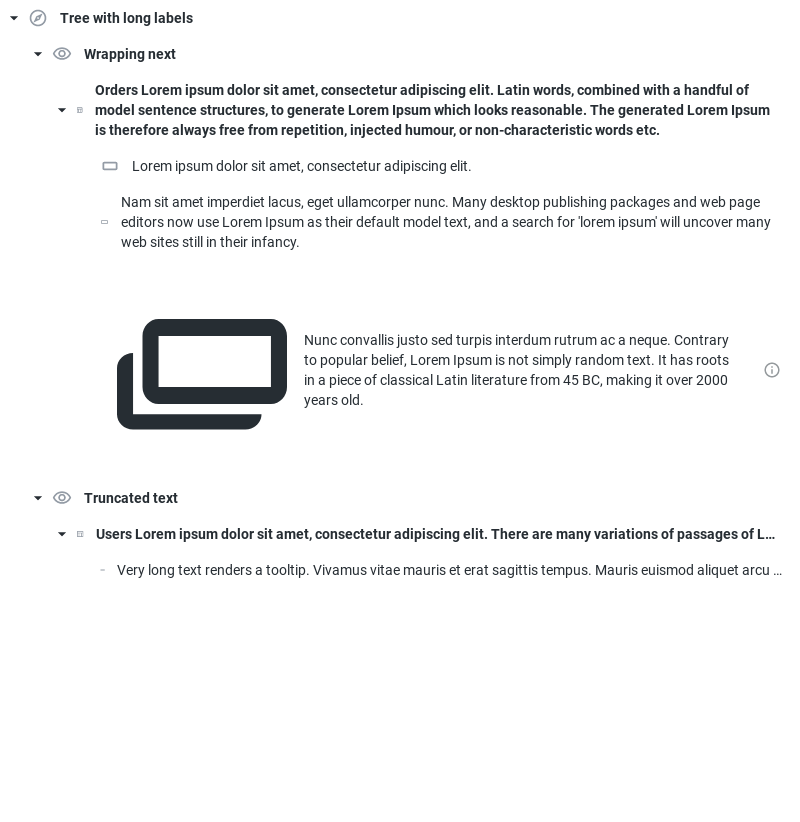 Tree with long labels
Wrapping next
Orders Lorem ipsum dolor sit amet, consectetur adipiscing elit. Latin words, combined with a handful of
model sentence structures, to generate Lorem Ipsum which looks reasonable. The generated Lorem Ipsum
is therefore always free from repetition, injected humour, or non-characteristic words etc.
Lorem ipsum dolor sit amet, consectetur adipiscing elit.
Nam sit amet imperdiet lacus, eget ullamcorper nunc. Many desktop publishing packages and web page
editors now use Lorem Ipsum as their default model text, and a search for 'lorem ipsum' will uncover many
web sites still in their infancy.
Nunc convallis justo sed turpis interdum rutrum ac a neque. Contrary
to popular belief, Lorem Ipsum is not simply random text. It has roots
in a piece of classical Latin literature from 45 BC, making it over 2000
years old.
Truncated text
Users Lorem ipsum dolor sit amet, consectetur adipiscing elit. There are many variations of passages of L…
Very long text renders a tooltip. Vivamus vitae mauris et erat sagittis tempus. Mauris euismod aliquet arcu …